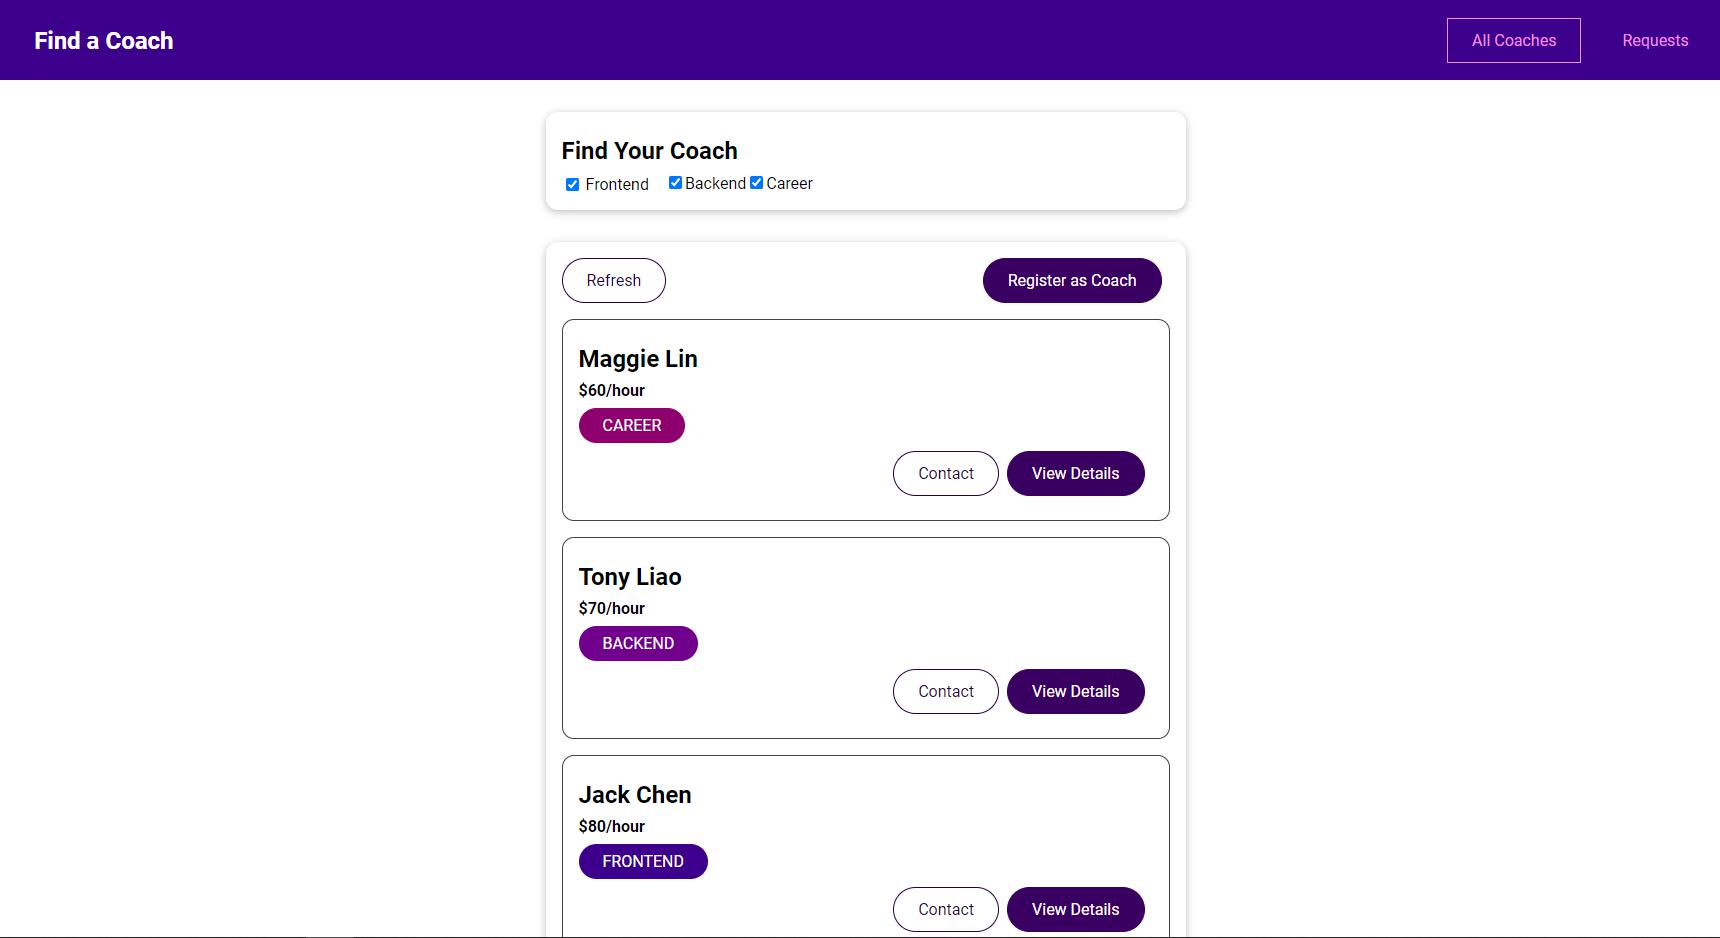 Find a Coach
All Coaches
Requests
Find Your Coach
Frontend Backend Career
Refresh
Register as Coach
Maggie Lin
$60/hour
CAREER
Contact
View Details
Tony Liao
$70/hour
BACKEND
Contact
View Details
Jack Chen
$80/hour
FRONTEND
Contact
View Details